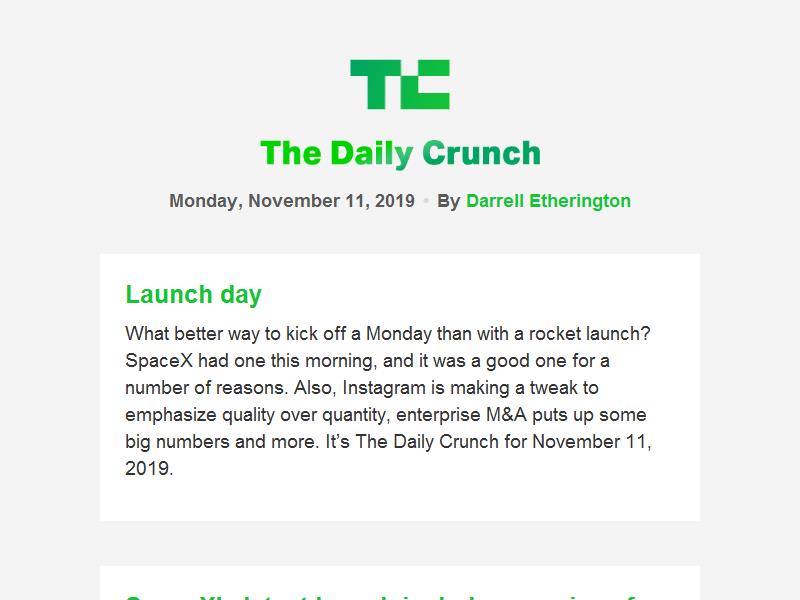 TC
The Daily Crunch
Monday, November 11, 2019 • By Darrell Etherington
Launch day
What better way to kick off a Monday than with a rocket launch?
SpaceX had one this morning, and it was a good one for a
number of reasons. Also, Instagram is making a tweak to
emphasize quality over quantity, enterprise M&A puts up some
big numbers and more. It’s The Daily Crunch for November 11,
2019.